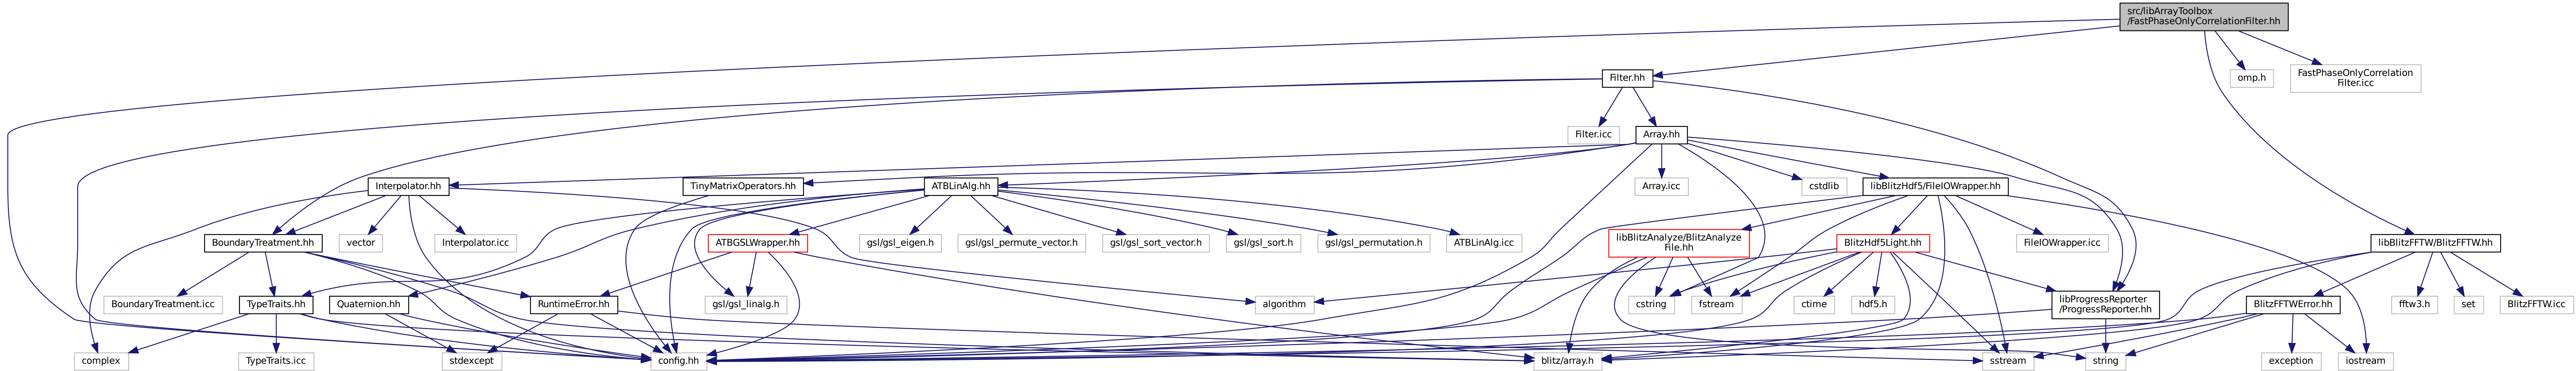 src/libArrayToolbox
/FastPhaseOnlyCorrelationFilter.hh
Filter.hh
omp.h
FastPhaseOnlyCorrelation
Filter.icc
Filter.icc
Array.hh
Interpolator.hh
TinyMatrixOperators.hh
ATBLinAlg.hh
Array.icc
cstdlib
libBlitzHdf5/FileIOWrapper.hh
BoundaryTreatment.hh
vector
Interpolator.icc
ATBGSLWrapper.hh
gsl/gsl_eigen.h
gsl/gsl_permute_vector.h
gsl/gsl_sort_vector.h
gsl/gsl_sort.h
gsl/gsl_permutation.h
ATBLinAlg.icc
libBlitzAnalyze/BlitzAnalyze
File.hh
BlitzHdf5Light.hh
FileIOWrapper.icc
libBlitzFFTW/BlitzFFTW.hh
BoundaryTreatment.icc
TypeTraits.hh
Quaternion.hh
RuntimeError.hh
gsl/gsl_linalg.h
algorithm
cstring
fstream
ctime
hdf5.h
libProgressReporter
/ProgressReporter.hh
BlitzFFTWError.hh
fftw3.h
set
BlitzFFTW.icc
complex
TypeTraits.icc
stdexcept
config.hh
blitz/array.h
sstream
string
exception
iostream